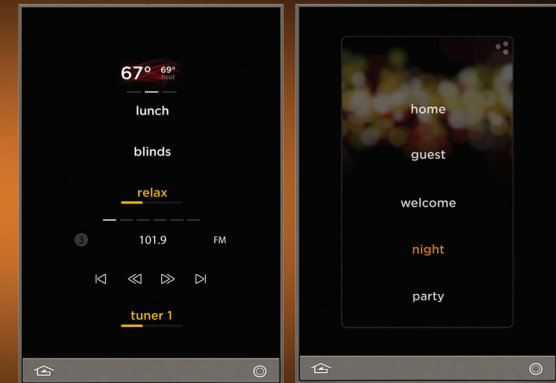 67° 69°
heat
lunch
blinds
relax
3 101.9 FM
tuner 1
home
guest
welcome
night
party